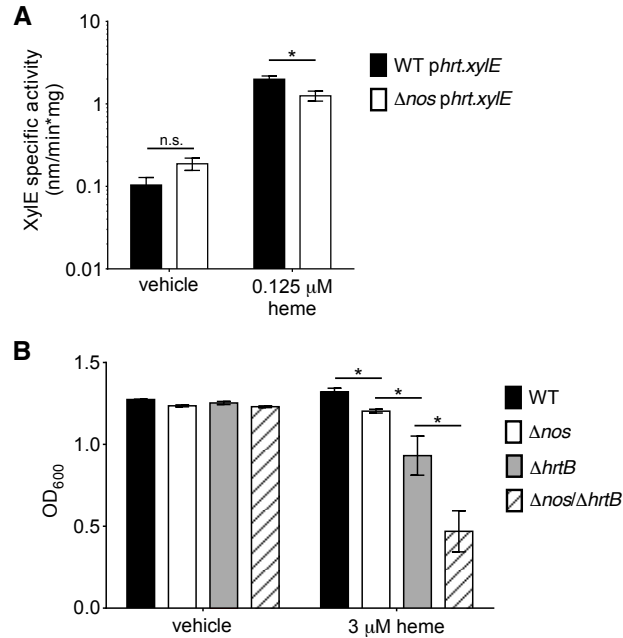 A
XylE specific activity
(nm/min*mg)
10
1
0.1
0.01
n.s.
*
vehicle
0.125 μM
heme
WT phrt.xylE
Δnos phrt.xylE
B
OD600
1.5
1.0
0.5
0.0
*
*
*
vehicle
3 μM heme
WT
Δnos
ΔhrtB
Δnos/ΔhrtB